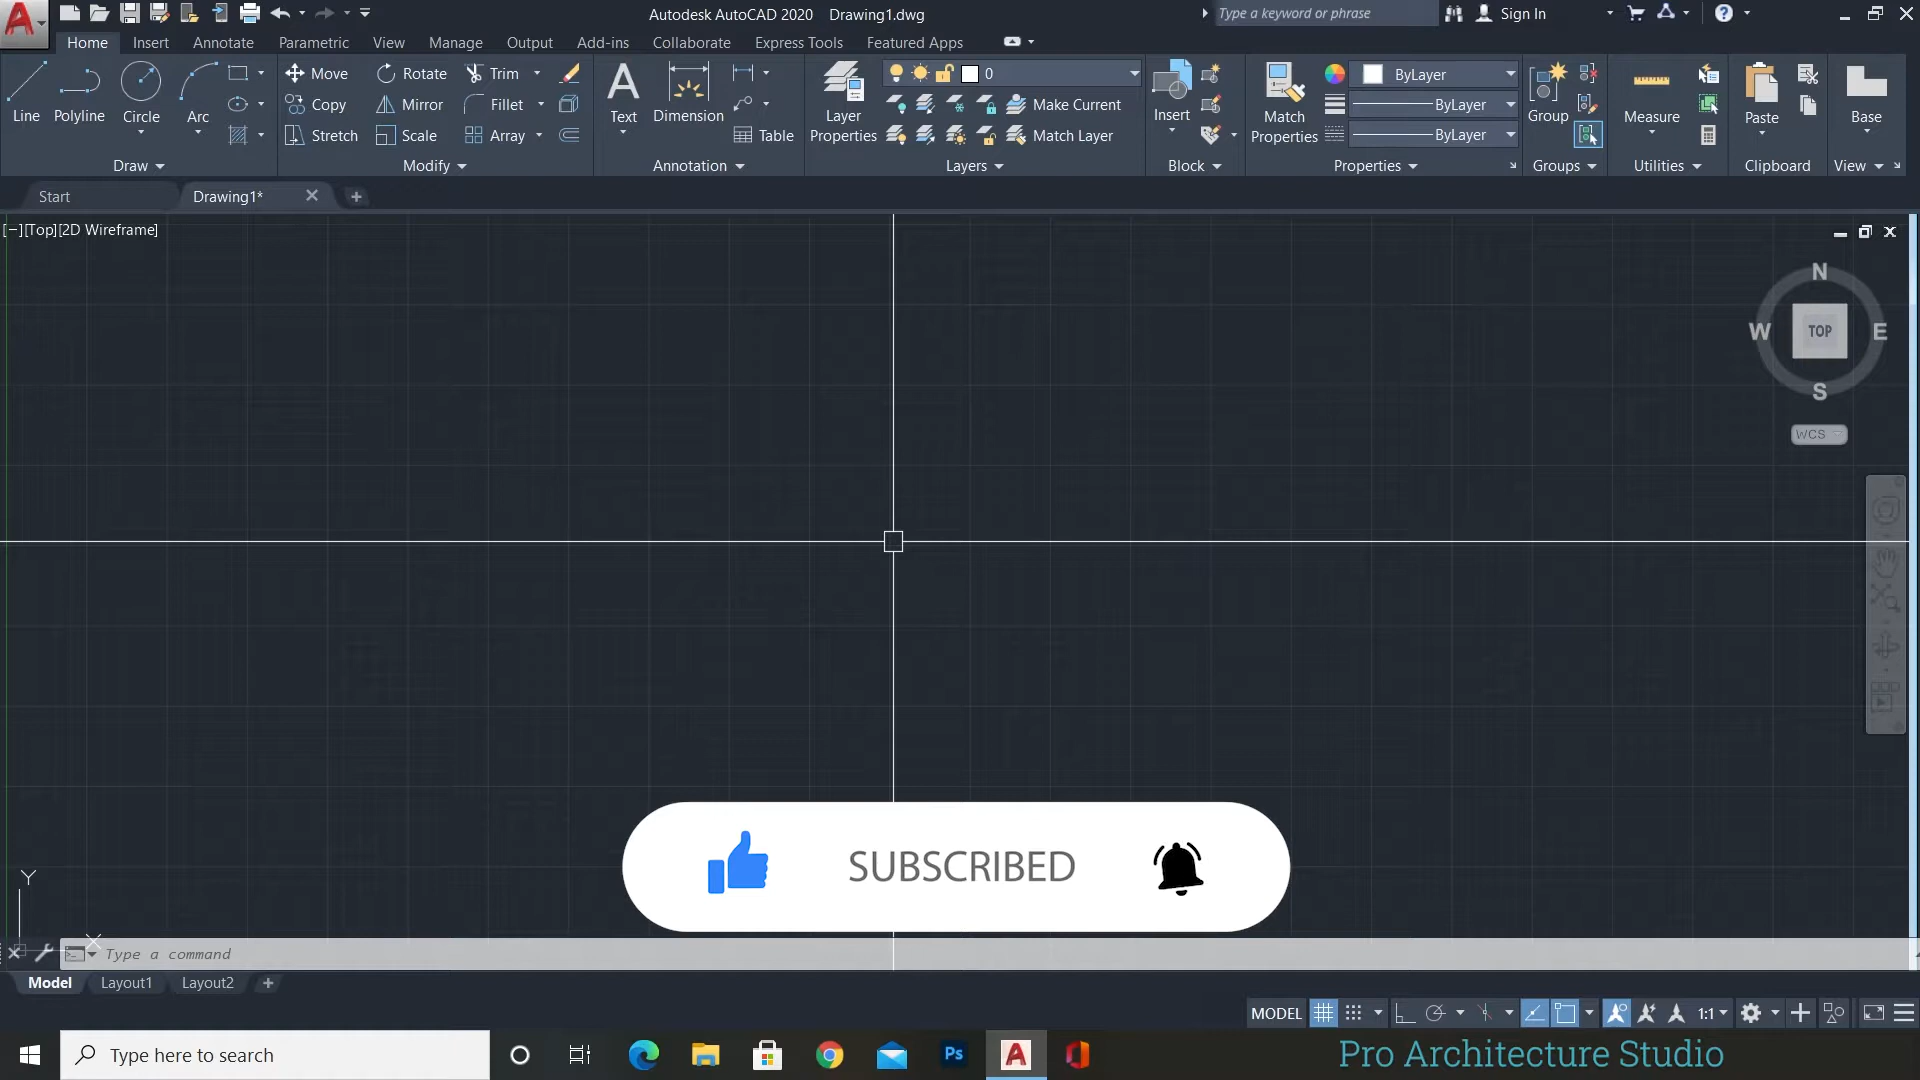 Autodesk AutoCAD 2020 Drawing1.dwg
Type a keyword or phrase
Sign In
Home Insert Annotate Parametric View Manage Output Add-ins Collaborate Express Tools Featured Apps
Line Polyline Circle Arc
Move Rotate Trim
Copy Mirror Fillet
Stretch Scale Array
Text Dimension
Table
Layer Properties
0
Make Current
Match Layer
Insert
Match Properties
ByLayer
ByLayer
ByLayer
Group
Measure
Paste
Base
Draw Modify Annotation Layers Block Properties Groups Utilities Clipboard View
Start Drawing1*
[−][Top][2D Wireframe]
N
W TOP E
S
WCS
SUBSCRIBED
Y
X
Type a command
Model Layout1 Layout2
MODEL 1:1
Type here to search
Ps
Pro Architecture Studio